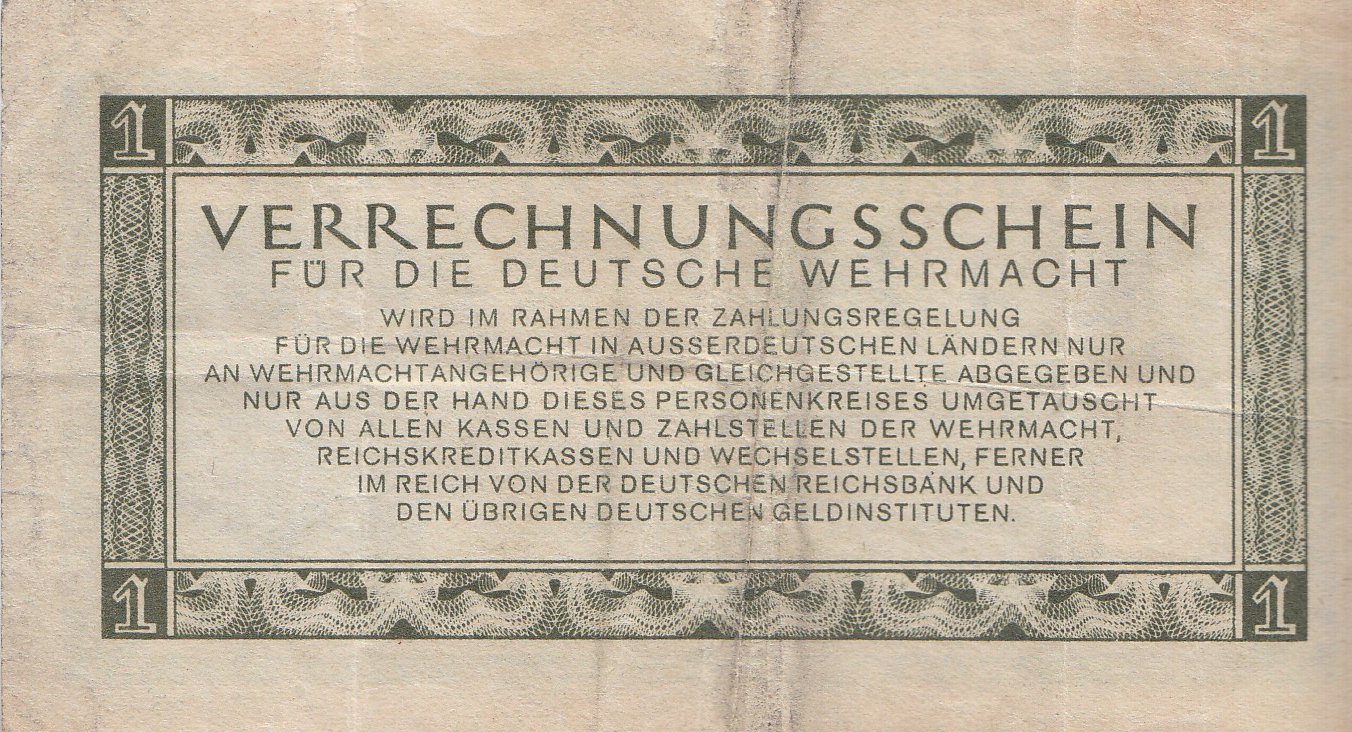 1 1
VERRECHNUNGSSCHEIN
FÜR DIE DEUTSCHE WEHRMACHT
WIRD IM RAHMEN DER ZAHLUNGSREGELUNG
FÜR DIE WEHRMACHT IN AUSSERDEUTSCHEN LÄNDERN NUR
AN WEHRMACHTANGEHÖRIGE UND GLEICHGESTELLTE ABGEGEBEN UND
NUR AUS DER HAND DIESES PERSONENKREISES UMGETAUSCHT
VON ALLEN KASSEN UND ZAHLSTELLEN DER WEHRMACHT,
REICHSKREDITKASSEN UND WECHSELSTELLEN, FERNER
IM REICH VON DER DEUTSCHEN REICHSBANK UND
DEN ÜBRIGEN DEUTSCHEN GELDINSTITUTEN.
1 1